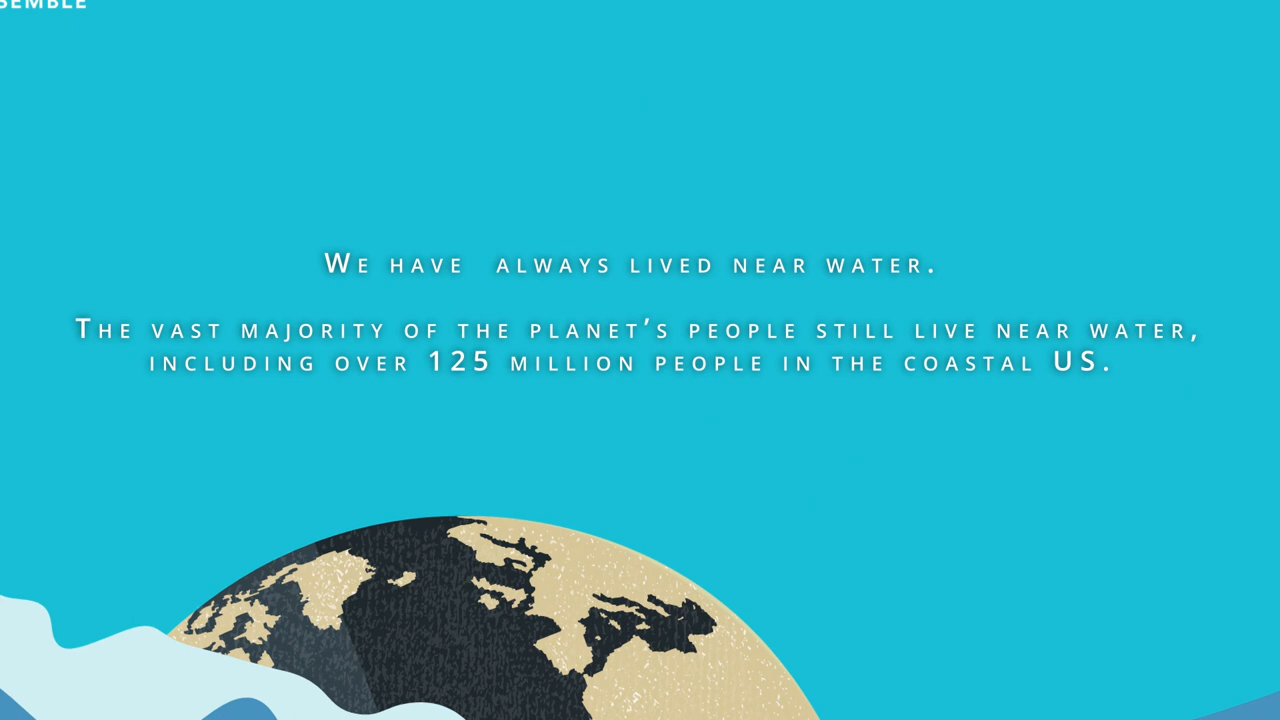 SEMBLE
We have always lived near water.
The vast majority of the planet's people still live near water,
including over 125 million people in the coastal US.